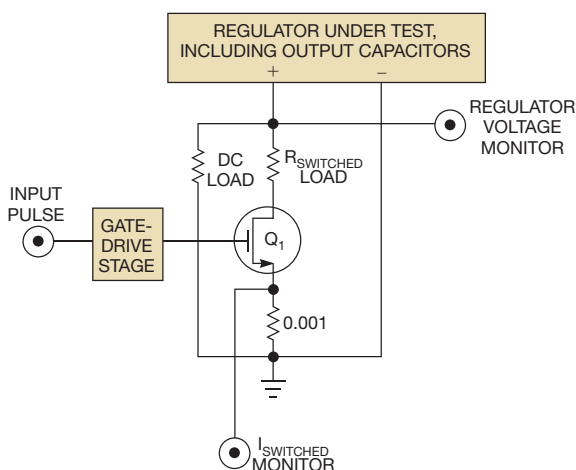 REGULATOR UNDER TEST,
INCLUDING OUTPUT CAPACITORS
+ −
REGULATOR
VOLTAGE
MONITOR
DC
LOAD
RSWITCHED
LOAD
INPUT
PULSE
GATE-
DRIVE
STAGE
Q1
0.001
ISWITCHED
MONITOR